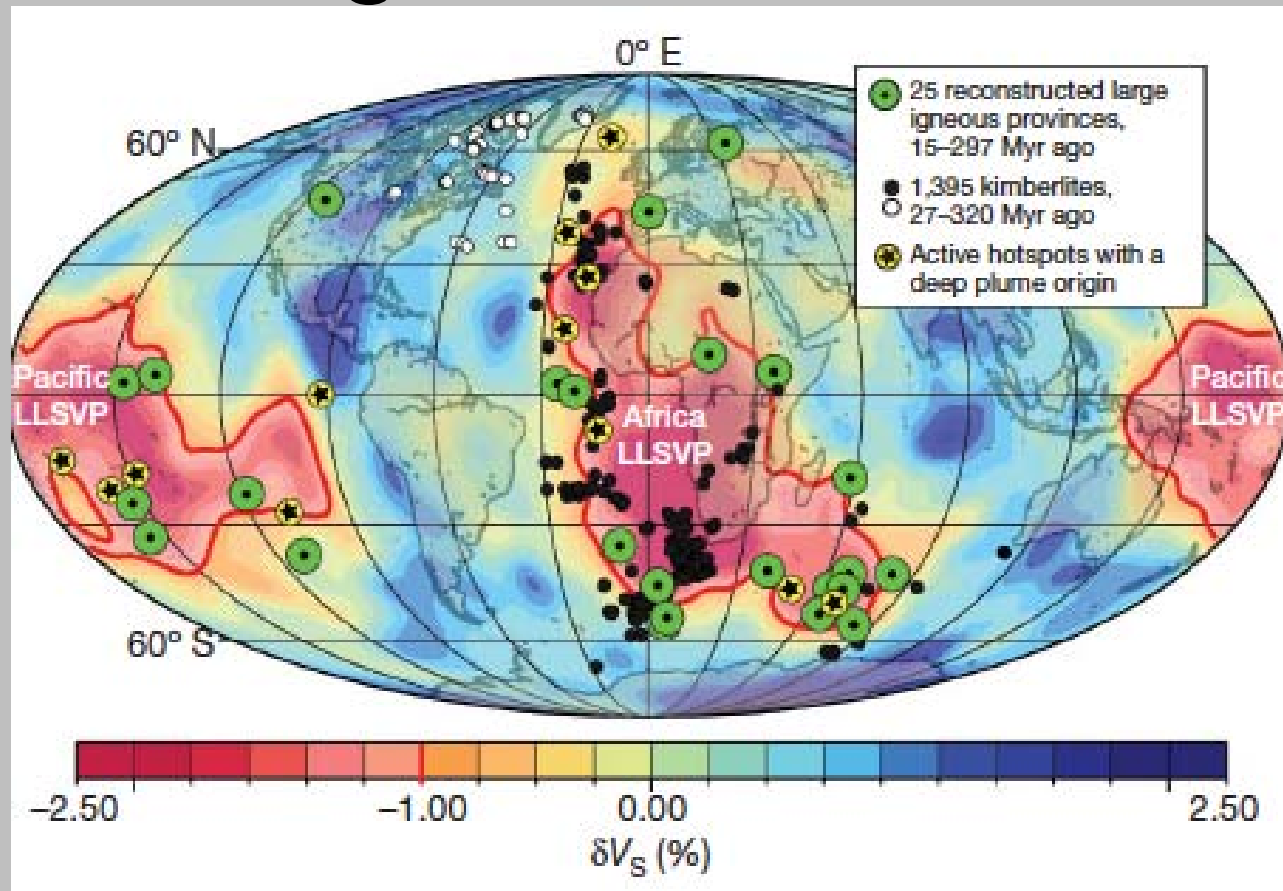 0° E
25 reconstructed large
igneous provinces,
15–297 Myr ago
60° N
1,395 kimberlites,
27–320 Myr ago
Active hotspots with a
deep plume origin
Pacific
LLSVP
Africa
LLSVP
Pacific
LLSVP
60° S
−2.50 −1.00 0.00 2.50
δVS (%)